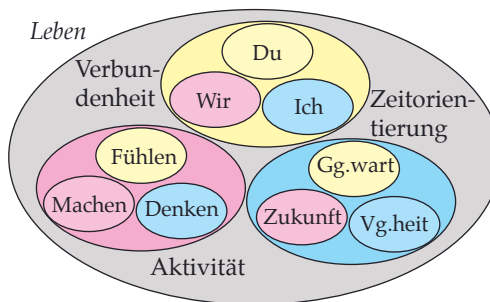 Leben
Du
Verbun-
denheit
Wir
Ich
Zeitorien-
tierung
Fühlen
Machen
Denken
Gg.wart
Zukunft
Vg.heit
Aktivität